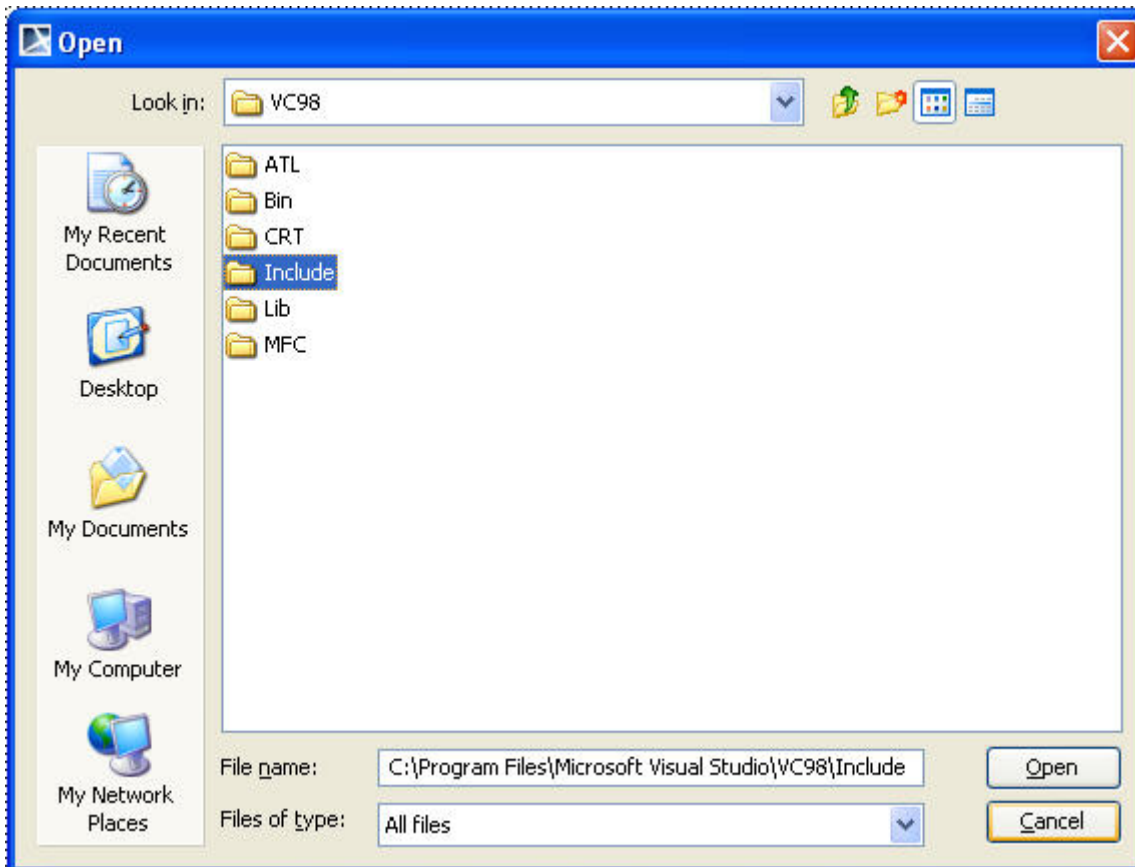 Open
Look in:
VC98
My Recent
Documents
Desktop
My Documents
My Computer
My Network
Places
ATL
Bin
CRT
Include
Lib
MFC
File name:
C:\Program Files\Microsoft Visual Studio\VC98\Include
Open
Files of type:
All files
Cancel